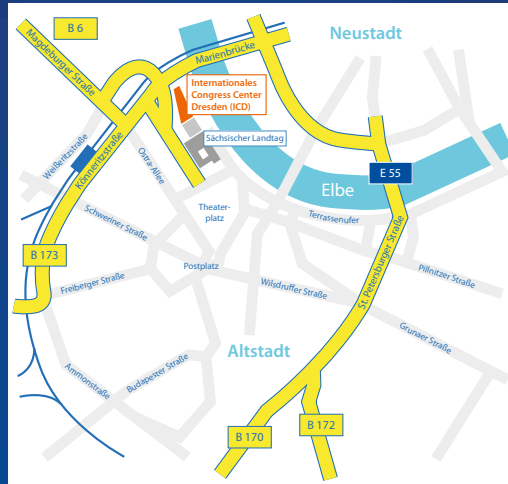 B 6
Neustadt
Magdeburger Straße
Marienbrücke
Internationales
Congress Center
Dresden (ICD)
Sächsischer Landtag
Weißeritzstraße
Könneritzstraße
Ostra-Allee
E 55
Elbe
Theater-
platz
Terrassenufer
Schweriner Straße
B 173
Postplatz
Freiberger Straße
Wilsdruffer Straße
St. Petersburger Straße
Pillnitzer Straße
Grunaer Straße
Altstadt
Ammonstraße
Budapester Straße
B 170
B 172